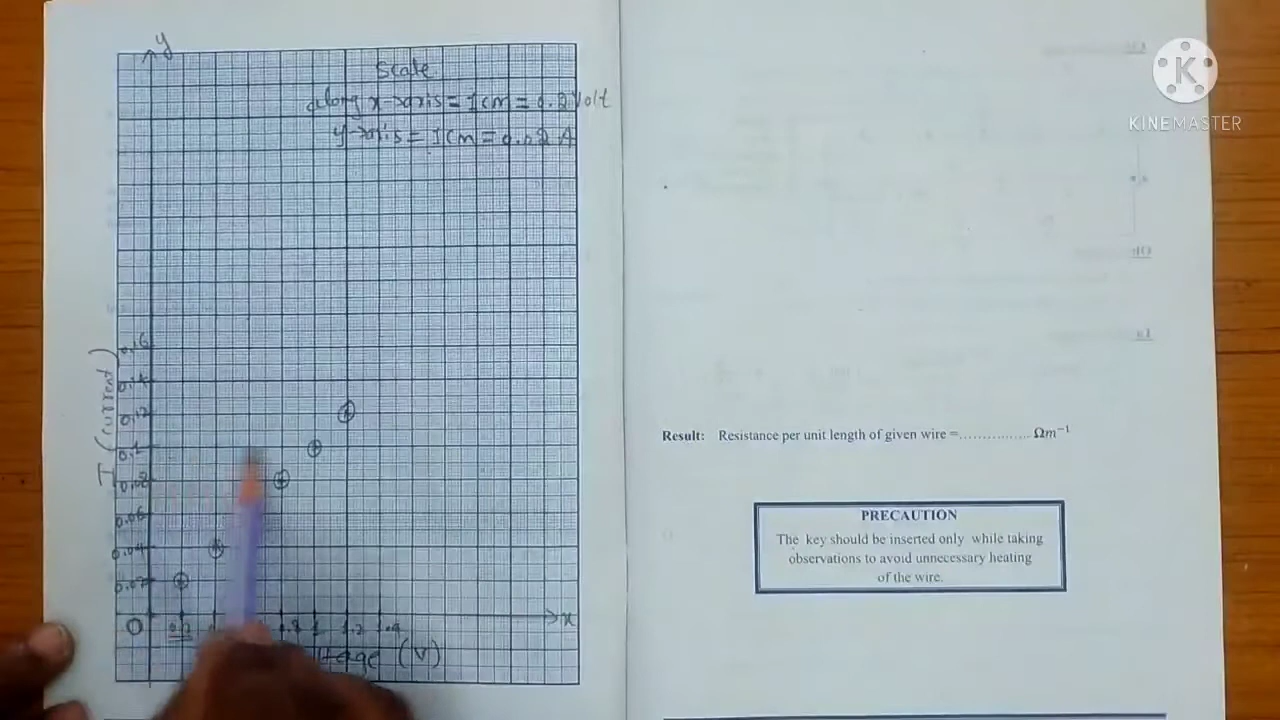 y
Scale
along x-axis = 1cm = 0.2 Volt
y-axis = 1cm = 0.02 A
KINEMASTER
I (current)
0.16
0.14
0.12
0.1
0.08
0.06
0.04
0.02
O 0.2 1 1.2 1.4 x
(V)
Result: Resistance per unit length of given wire =................ Ωm⁻¹
PRECAUTION
The key should be inserted only while taking
observations to avoid unnecessary heating
of the wire.